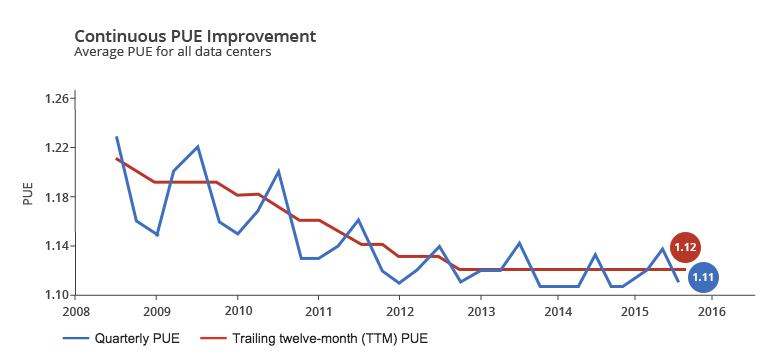 Continuous PUE Improvement
Average PUE for all data centers
1.26
1.22
1.18
1.14
1.10
PUE
1.12
1.11
2008 2009 2010 2011 2012 2013 2014 2015 2016
Quarterly PUE Trailing twelve-month (TTM) PUE